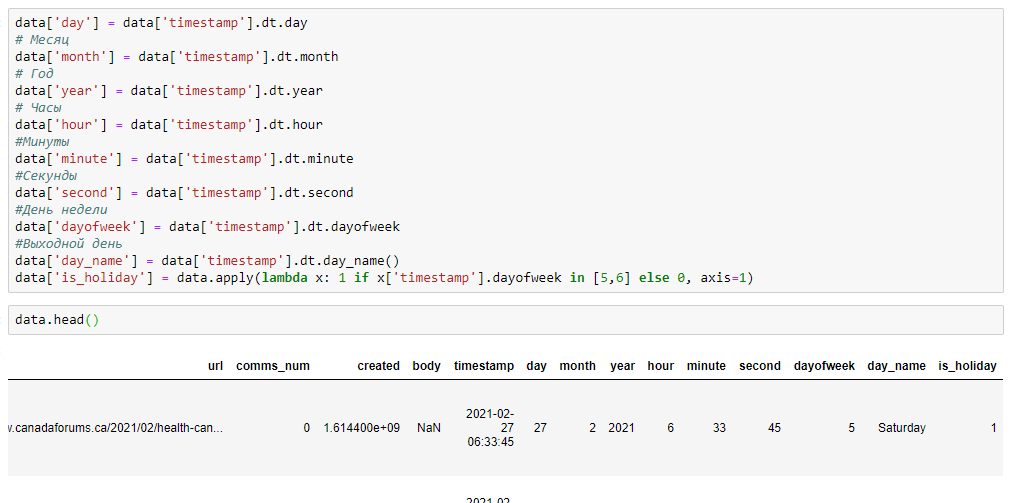 data['day'] = data['timestamp'].dt.day
# Месяц
data['month'] = data['timestamp'].dt.month
# Год
data['year'] = data['timestamp'].dt.year
# Часы
data['hour'] = data['timestamp'].dt.hour
#Минуты
data['minute'] = data['timestamp'].dt.minute
#Секунды
data['second'] = data['timestamp'].dt.second
#День недели
data['dayofweek'] = data['timestamp'].dt.dayofweek
#Выходной день
data['day_name'] = data['timestamp'].dt.day_name()
data['is_holiday'] = data.apply(lambda x: 1 if x['timestamp'].dayofweek in [5,6] else 0, axis=1)
data.head()
url comms_num created body timestamp day month year hour minute second dayofweek day_name is_holiday
2021-02-
.canadaforums.ca/2021/02/health-can... 0 1.614400e+09 NaN 27 27 2 2021 6 33 45 5 Saturday 1
06:33:45
2021-02-